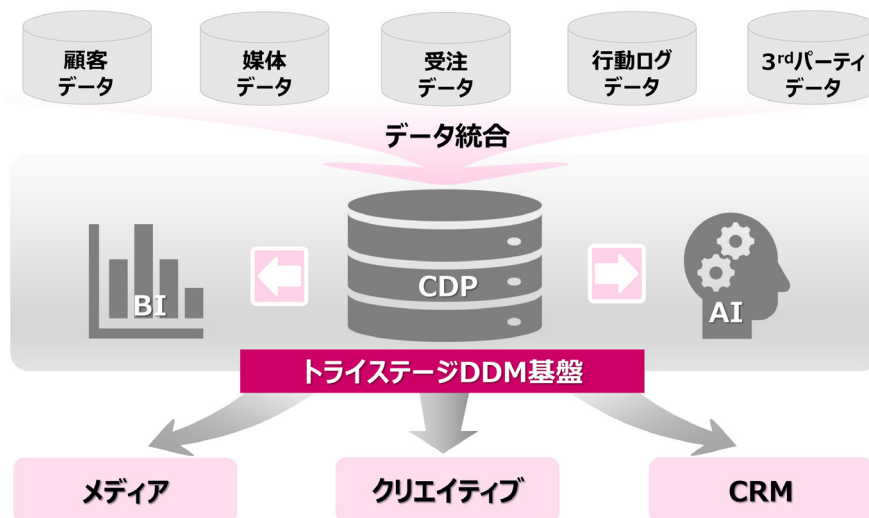 顧客
データ
媒体
データ
受注
データ
行動ログ
データ
3rdパーティ
データ
データ統合
BI
CDP
AI
トライステージDDM基盤
メディア
クリエイティブ
CRM